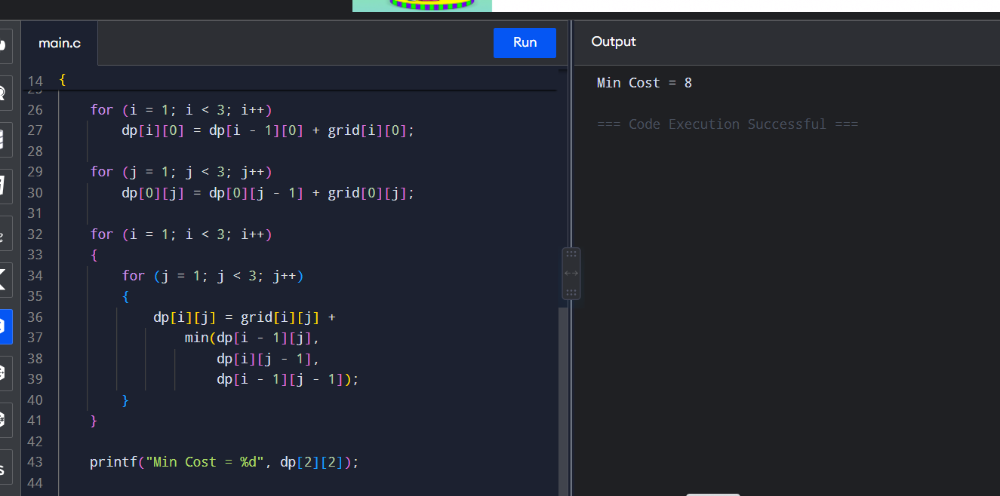 main.c
Run
Output
14 {
26 for (i = 1; i < 3; i++)
27 dp[i][0] = dp[i - 1][0] + grid[i][0];
28
29 for (j = 1; j < 3; j++)
30 dp[0][j] = dp[0][j - 1] + grid[0][j];
31
32 for (i = 1; i < 3; i++)
33 {
34 for (j = 1; j < 3; j++)
35 {
36 dp[i][j] = grid[i][j] +
37 min(dp[i - 1][j],
38 dp[i][j - 1],
39 dp[i - 1][j - 1]);
40 }
41 }
42
43 printf("Min Cost = %d", dp[2][2]);
44
Min Cost = 8
=== Code Execution Successful ===